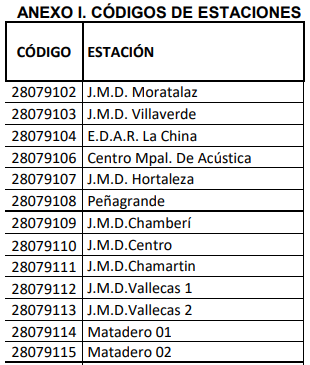 ANEXO I. CÓDIGOS DE ESTACIONES
CÓDIGO ESTACIÓN
28079102 J.M.D. Moratalaz
28079103 J.M.D. Villaverde
28079104 E.D.A.R. La China
28079106 Centro Mpal. De Acústica
28079107 J.M.D. Hortaleza
28079108 Peñagrande
28079109 J.M.D.Chamberí
28079110 J.M.D.Centro
28079111 J.M.D.Chamartin
28079112 J.M.D.Vallecas 1
28079113 J.M.D.Vallecas 2
28079114 Matadero 01
28079115 Matadero 02